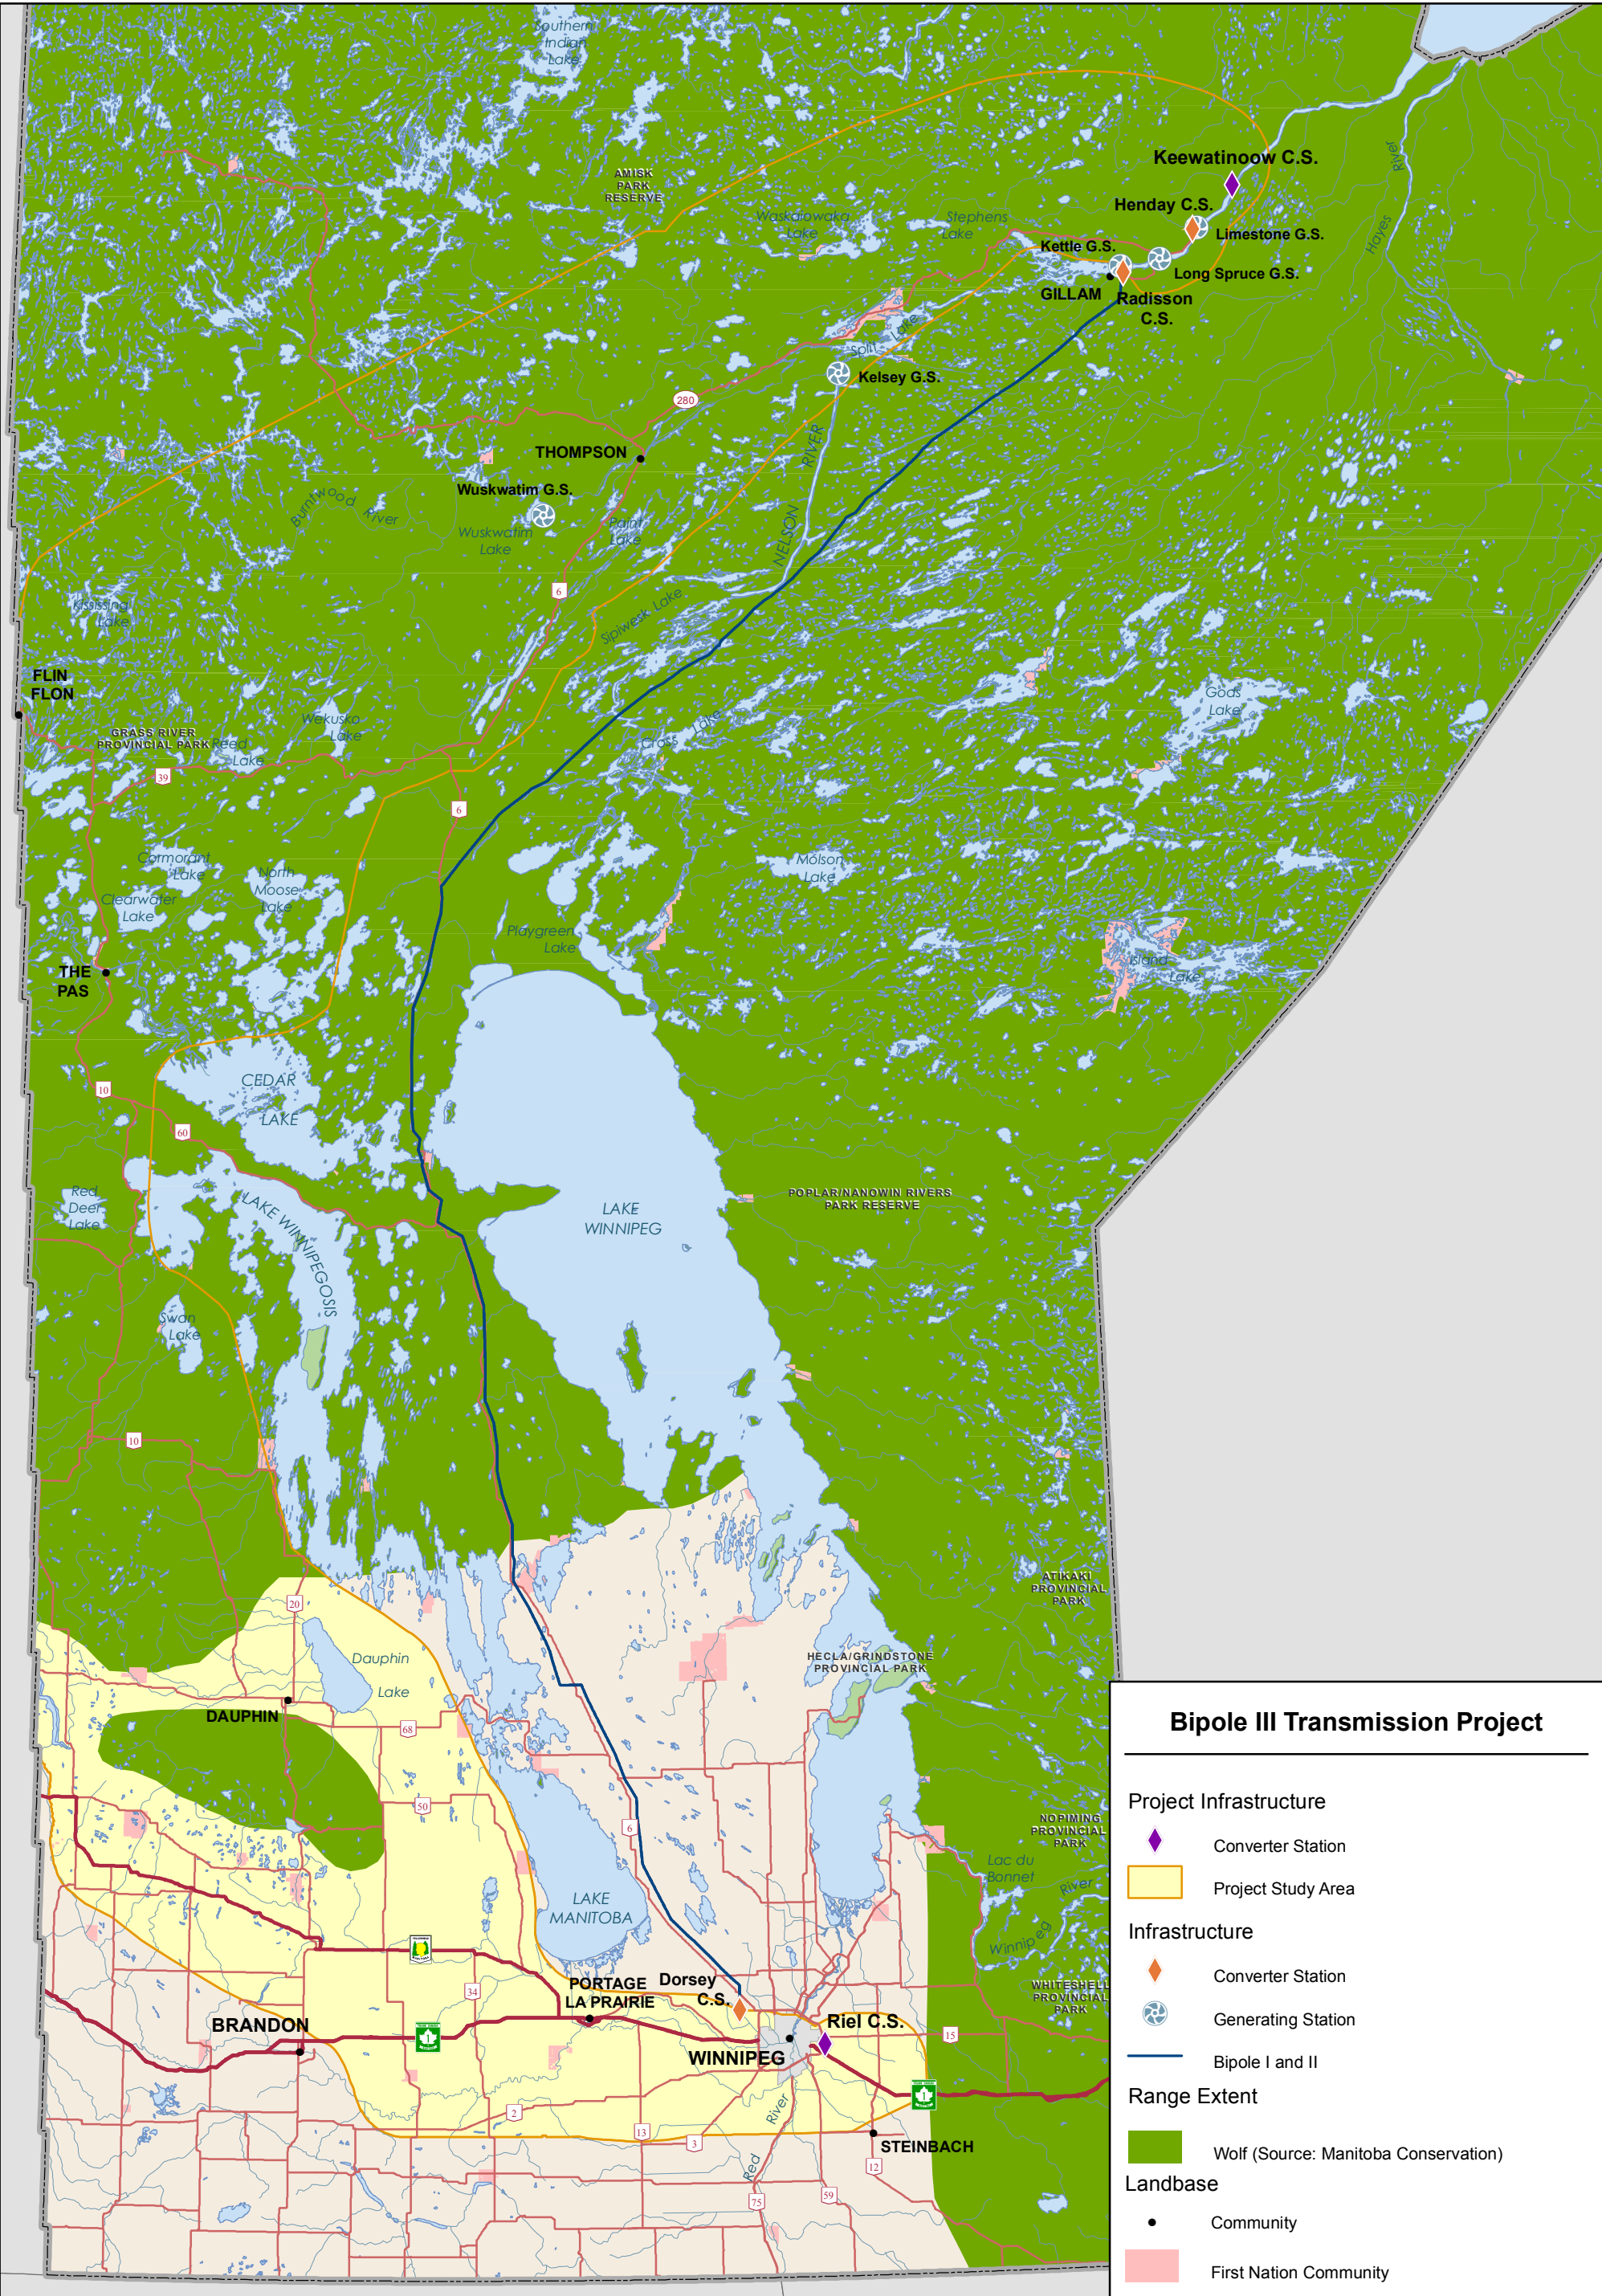 Southern
Indian
Lake
Keewatinoow C.S.
River
AMISK
PARK
RESERVE
Henday C.S.
Waskaiowaka
Lake
Stephens
Lake
Hayes
Limestone G.S.
Kettle G.S.
Long Spruce G.S.
GILLAM
Radisson
C.S.
Split Lake
Kelsey G.S.
280
THOMPSON
RIVER
Wuskwatim G.S.
Burntwood River
Wuskwatim
Lake
Paint
Lake
NELSON
6
Kississing
Lake
Sipiwesk Lake
FLIN
FLON
Gods
Lake
Wekusko
Lake
Cross Lake
GRASS RIVER
PROVINCIAL PARK
Reed
Lake
39
6
Cormorant
Lake
North
Moose
Lake
Molson
Lake
Clearwater
Lake
Playgreen
Lake
Island
Lake
THE
PAS
CEDAR
LAKE
10
60
Red
Deer
Lake
LAKE WINNIPEGOSIS
POPLAR/NANOWIN RIVERS
PARK RESERVE
LAKE
WINNIPEG
Swan
Lake
10
ATIKAKI
PROVINCIAL
PARK
20
Dauphin
Lake
HECLA/GRINDSTONE
PROVINCIAL PARK
DAUPHIN
68
50
6
NOPIMING
PROVINCIAL
PARK
Lac du
Bonnet
LAKE
MANITOBA
Winnipeg River
WHITESHELL
PROVINCIAL
PARK
34
PORTAGE
LA PRAIRIE
Dorsey
C.S.
BRANDON
1
Riel C.S.
15
WINNIPEG
1
2
River
13
3
STEINBACH
Red
12
75
59
Bipole III Transmission Project
Project Infrastructure
Converter Station
Project Study Area
Infrastructure
Converter Station
Generating Station
Bipole I and II
Range Extent
Wolf (Source: Manitoba Conservation)
Landbase
Community
First Nation Community